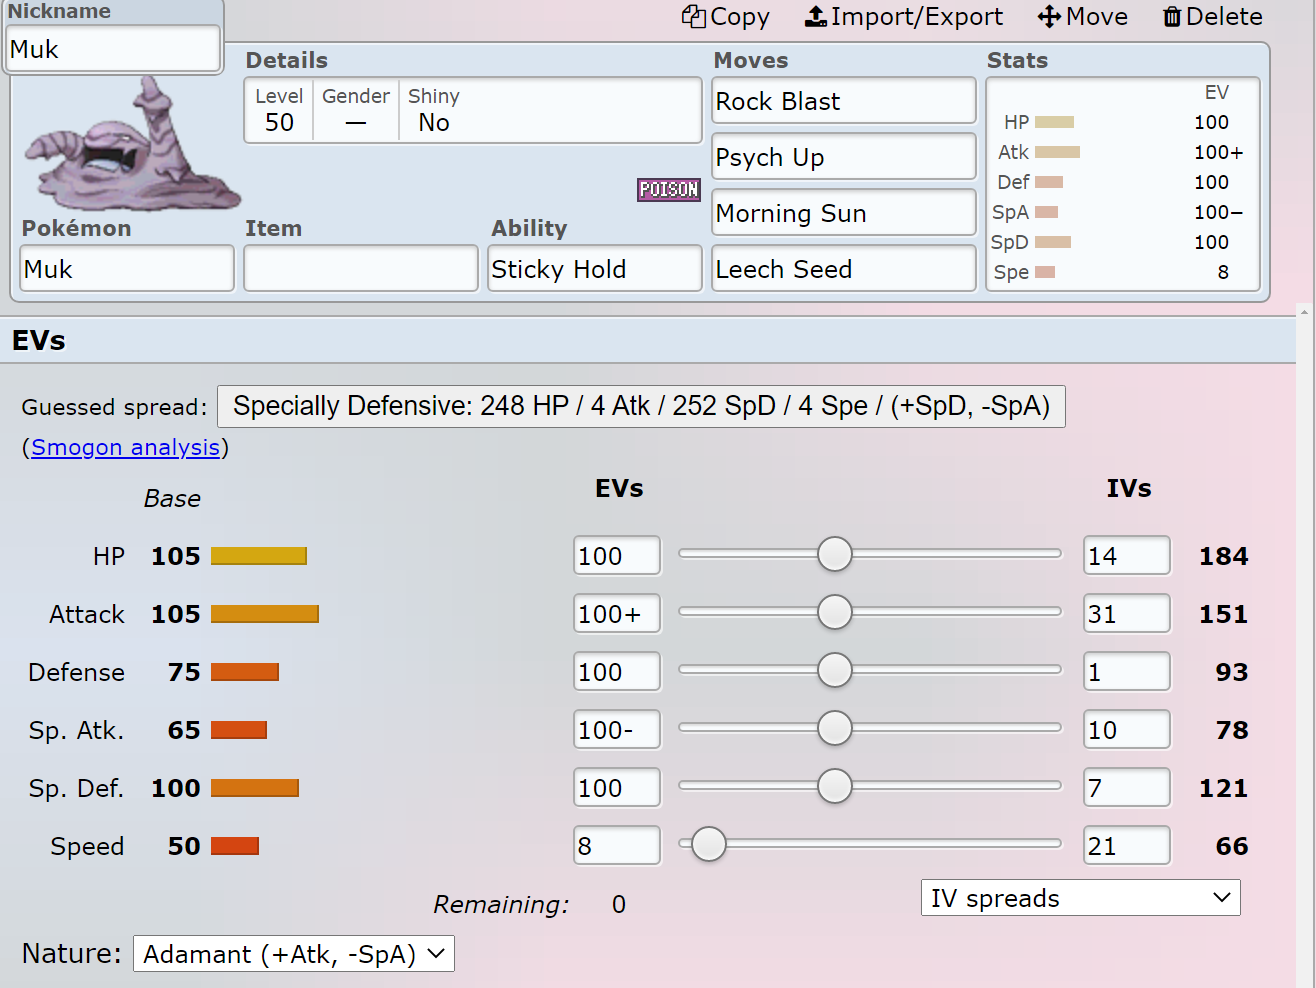 Nickname
Copy Import/Export Move Delete
Muk
Details Moves Stats
Level Gender Shiny
50 — No
POISON
Pokémon Item Ability
Muk Sticky Hold
Rock Blast
Psych Up
Morning Sun
Leech Seed
EV
HP 100
Atk 100+
Def 100
SpA 100−
SpD 100
Spe 8
EVs
Guessed spread: Specially Defensive: 248 HP / 4 Atk / 252 SpD / 4 Spe / (+SpD, -SpA)
(Smogon analysis)
Base EVs IVs
HP 105 100 14 184
Attack 105 100+ 31 151
Defense 75 100 1 93
Sp. Atk. 65 100- 10 78
Sp. Def. 100 100 7 121
Speed 50 8 21 66
Remaining: 0 IV spreads
Nature: Adamant (+Atk, -SpA)